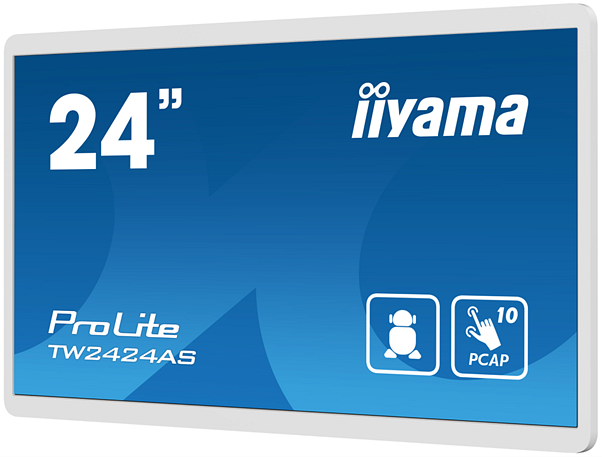 24”
iiyama
ProLite
TW2424AS
10
PCAP